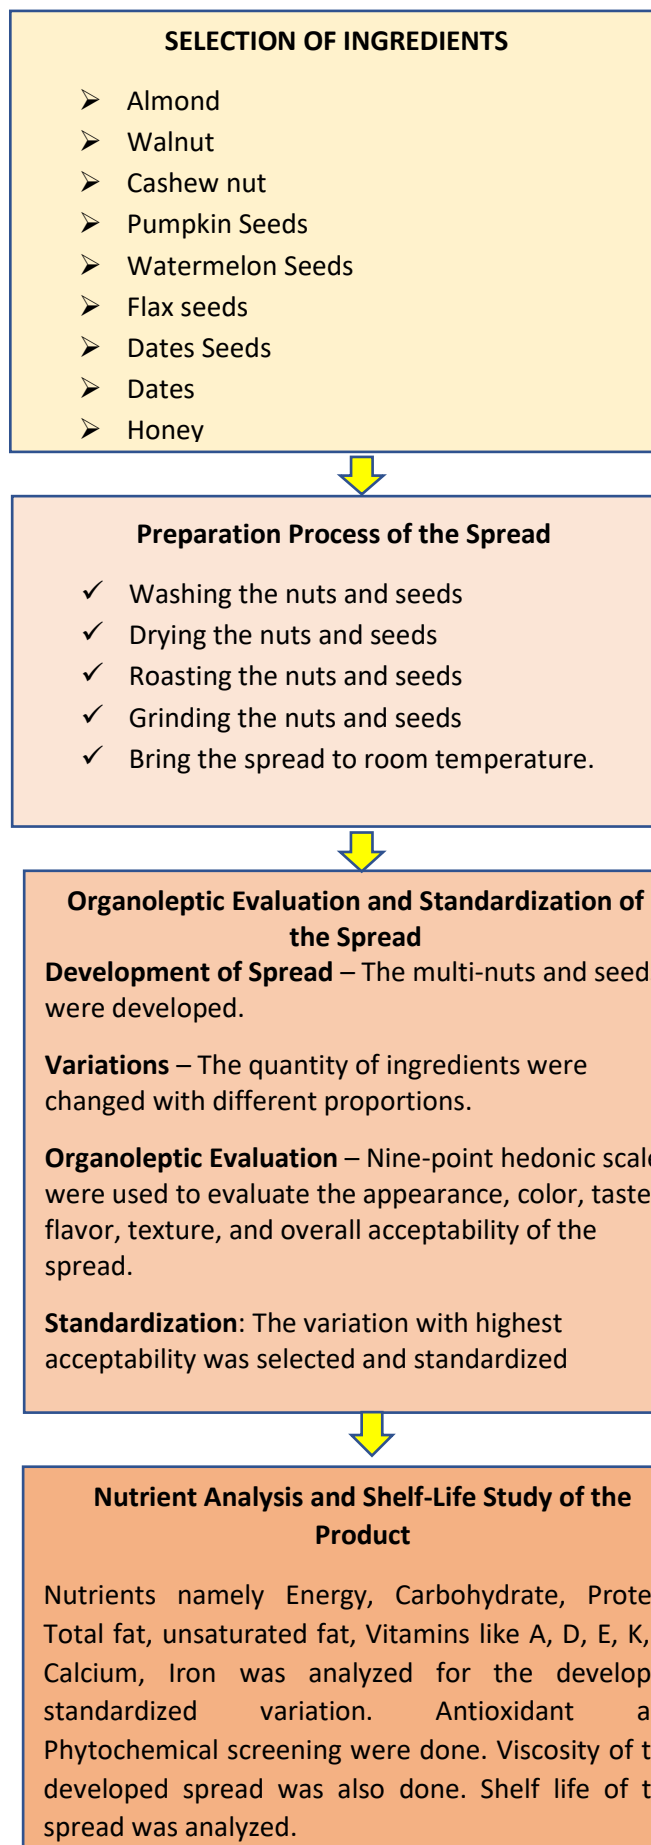 SELECTION OF INGREDIENTS
➢ Almond
➢ Walnut
➢ Cashew nut
➢ Pumpkin Seeds
➢ Watermelon Seeds
➢ Flax seeds
➢ Dates Seeds
➢ Dates
➢ Honey
Preparation Process of the Spread
✓ Washing the nuts and seeds
✓ Drying the nuts and seeds
✓ Roasting the nuts and seeds
✓ Grinding the nuts and seeds
✓ Bring the spread to room temperature.
Organoleptic Evaluation and Standardization of
the Spread
Development of Spread – The multi-nuts and seed
were developed.
Variations – The quantity of ingredients were
changed with different proportions.
Organoleptic Evaluation – Nine-point hedonic scale
were used to evaluate the appearance, color, taste
flavor, texture, and overall acceptability of the
spread.
Standardization: The variation with highest
acceptability was selected and standardized
Nutrient Analysis and Shelf-Life Study of the
Product
Nutrients namely Energy, Carbohydrate,
Total fat, unsaturated fat, Vitamins like A, D, E, K,
Calcium, Iron was analyzed for the
standardized variation. Antioxidant
Phytochemical screening were done. Viscosity of
developed spread was also done. Shelf life of
spread was analyzed.